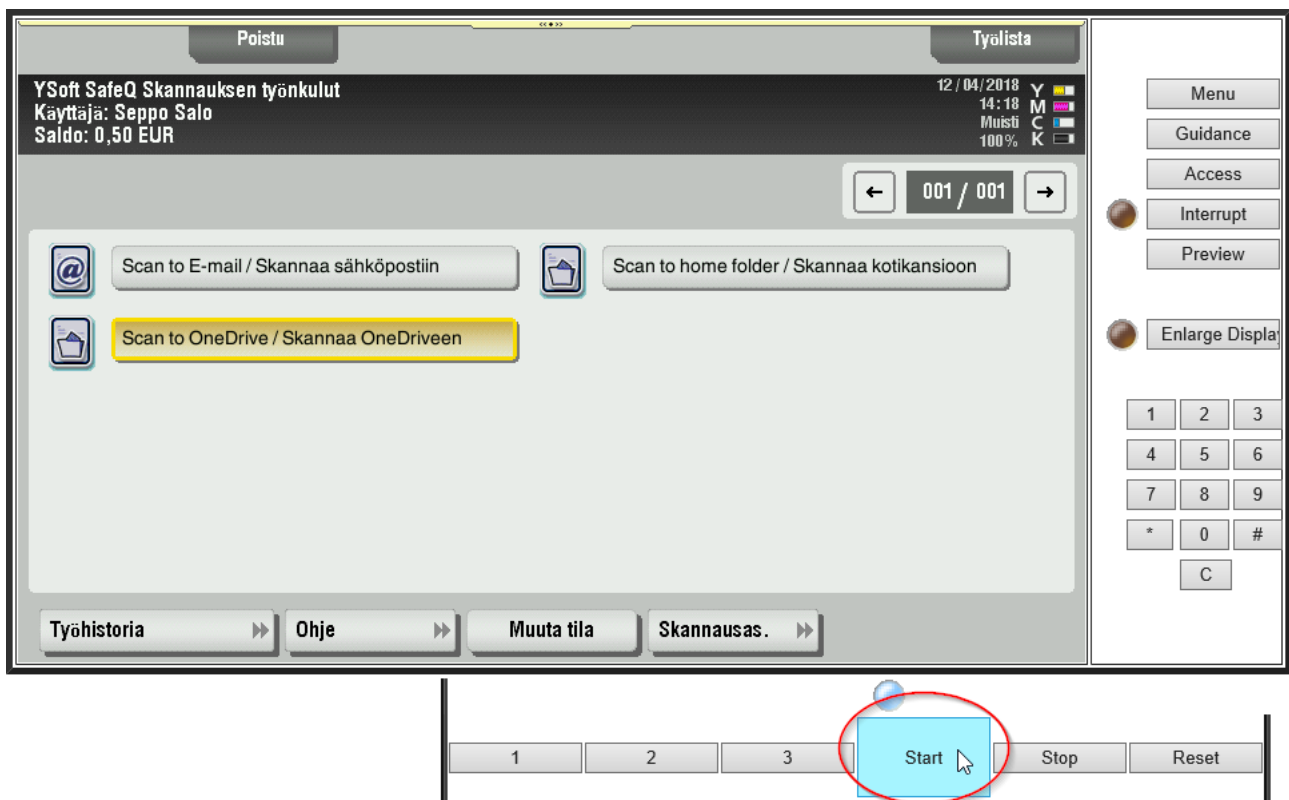 Poistu
Työlista
YSoft SafeQ Skannauksen työnkulut
Käyttäjä: Seppo Salo
Saldo: 0,50 EUR
12/04/2018
14:18
Muisti
100%
Y
M
C
K
← 001 / 001 →
@ Scan to E-mail / Skannaa sähköpostiin
Scan to home folder / Skannaa kotikansioon
Scan to OneDrive / Skannaa OneDriveen
Työhistoria
Ohje
Muuta tila
Skannausas.
Menu
Guidance
Access
Interrupt
Preview
Enlarge Display
1 2 3
4 5 6
7 8 9
* 0 #
C
1 2 3 Start Stop Reset